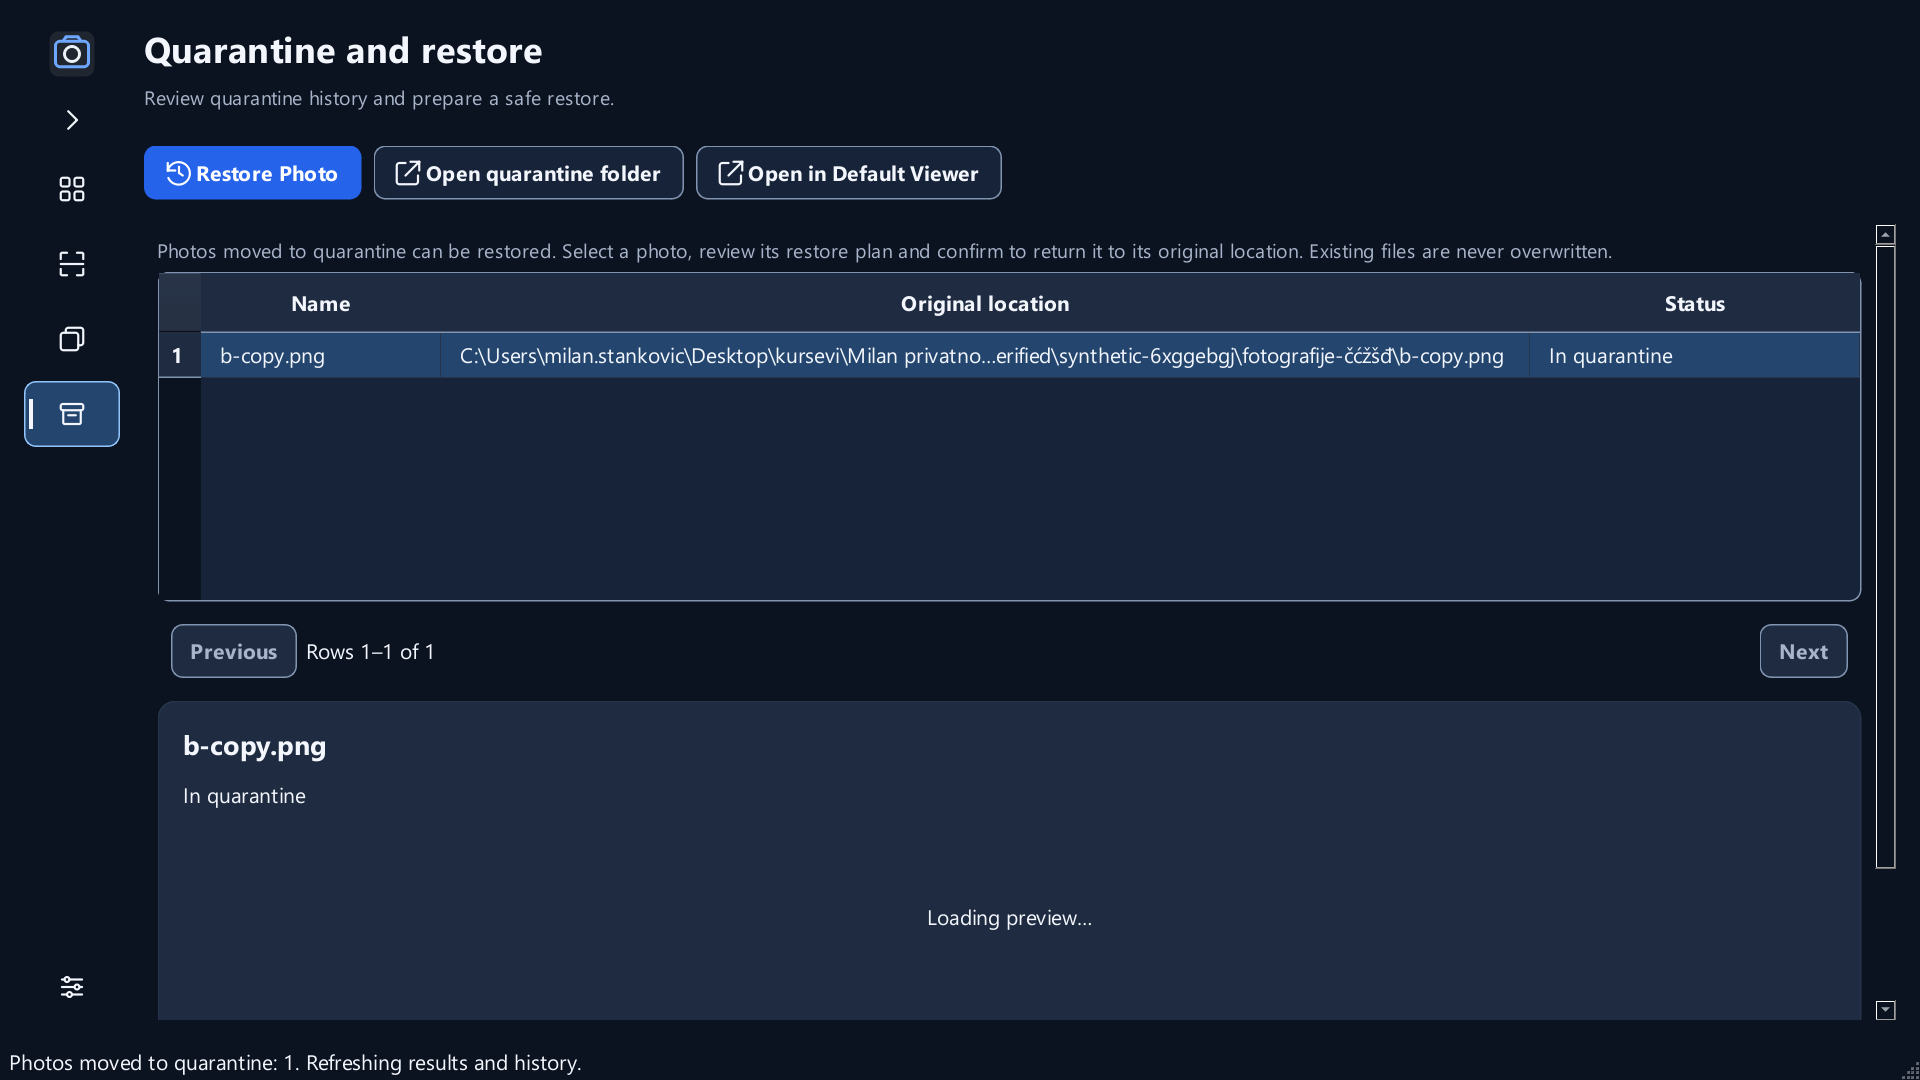 Quarantine and restore
Review quarantine history and prepare a safe restore.
Restore Photo Open quarantine folder Open in Default Viewer
Photos moved to quarantine can be restored. Select a photo, review its restore plan and confirm to return it to its original location. Existing files are never overwritten.
Name Original location Status
1 b-copy.png C:\Users\milan.stankovic\Desktop\kursevi\Milan privatno...erified\synthetic-6xggebgj\fotografije-čćžšđ\b-copy.png In quarantine
Previous Rows 1–1 of 1 Next
b-copy.png
In quarantine
Loading preview...
Photos moved to quarantine: 1. Refreshing results and history.